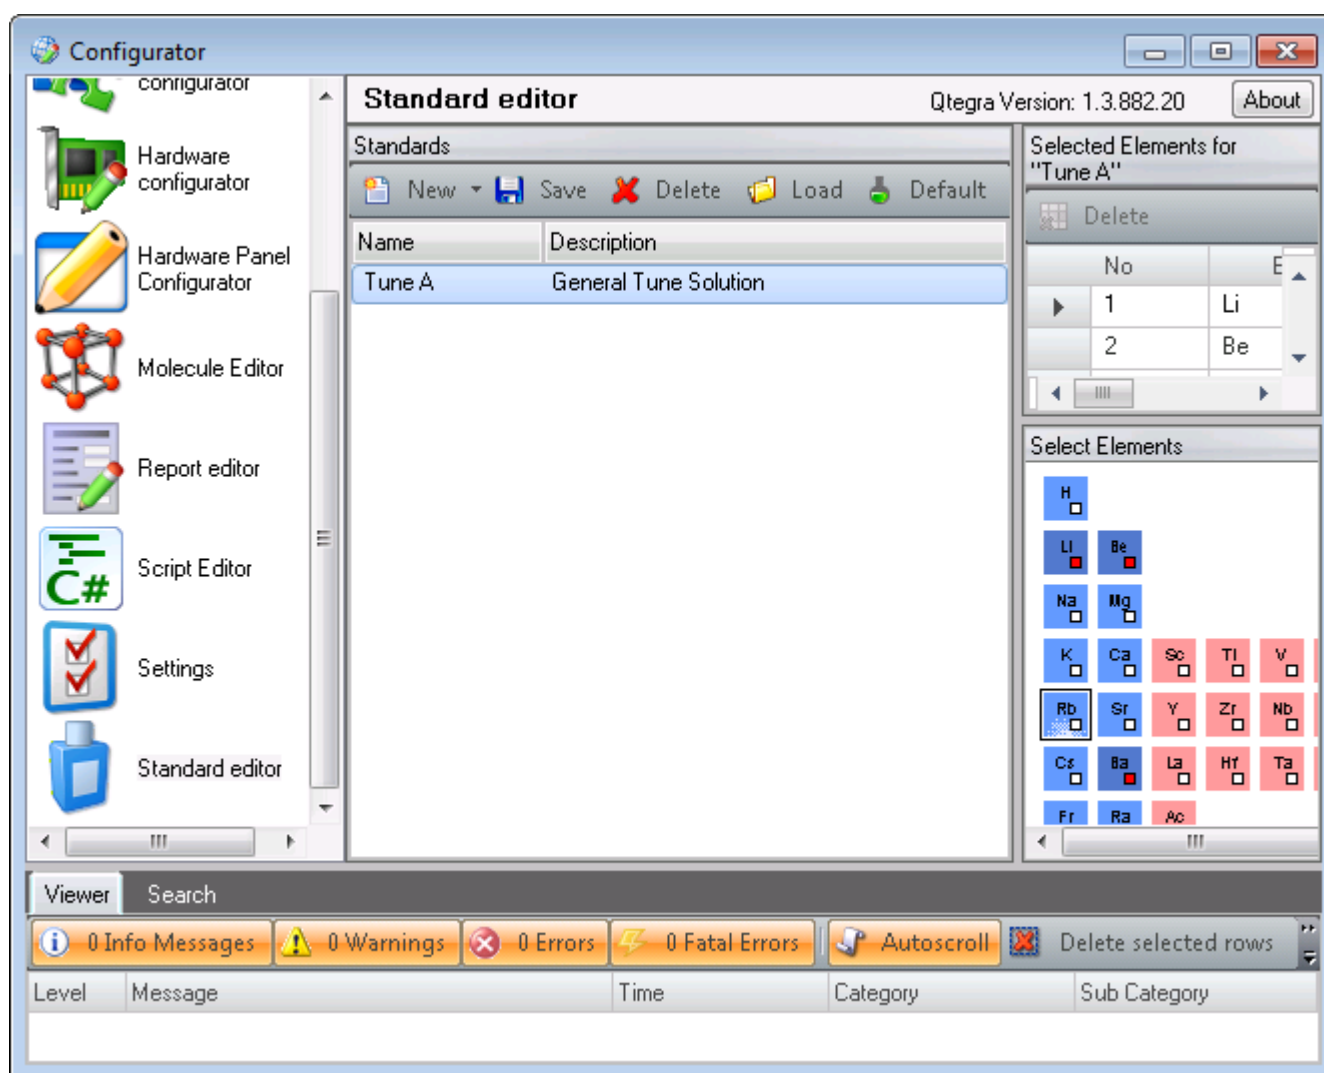 Configurator
configurator
Hardware
configurator
Hardware Panel
Configurator
Molecule Editor
Report editor
C#
Script Editor
Settings
Standard editor
Standard editor
Qtegra Version: 1.3.882.20
About
Standards
New
Save
Delete
Load
Default
Name
Description
Tune A
General Tune Solution
Selected Elements for
"Tune A"
Delete
No
E
1
Li
2
Be
Select Elements
H
Li
Be
Na
Mg
K
Ca
Sc
Ti
V
Rb
Sr
Y
Zr
Nb
Cs
Ba
La
Hf
Ta
Fr
Ra
Ac
Viewer
Search
0 Info Messages
0 Warnings
0 Errors
0 Fatal Errors
Autoscroll
Delete selected rows
Level
Message
Time
Category
Sub Category